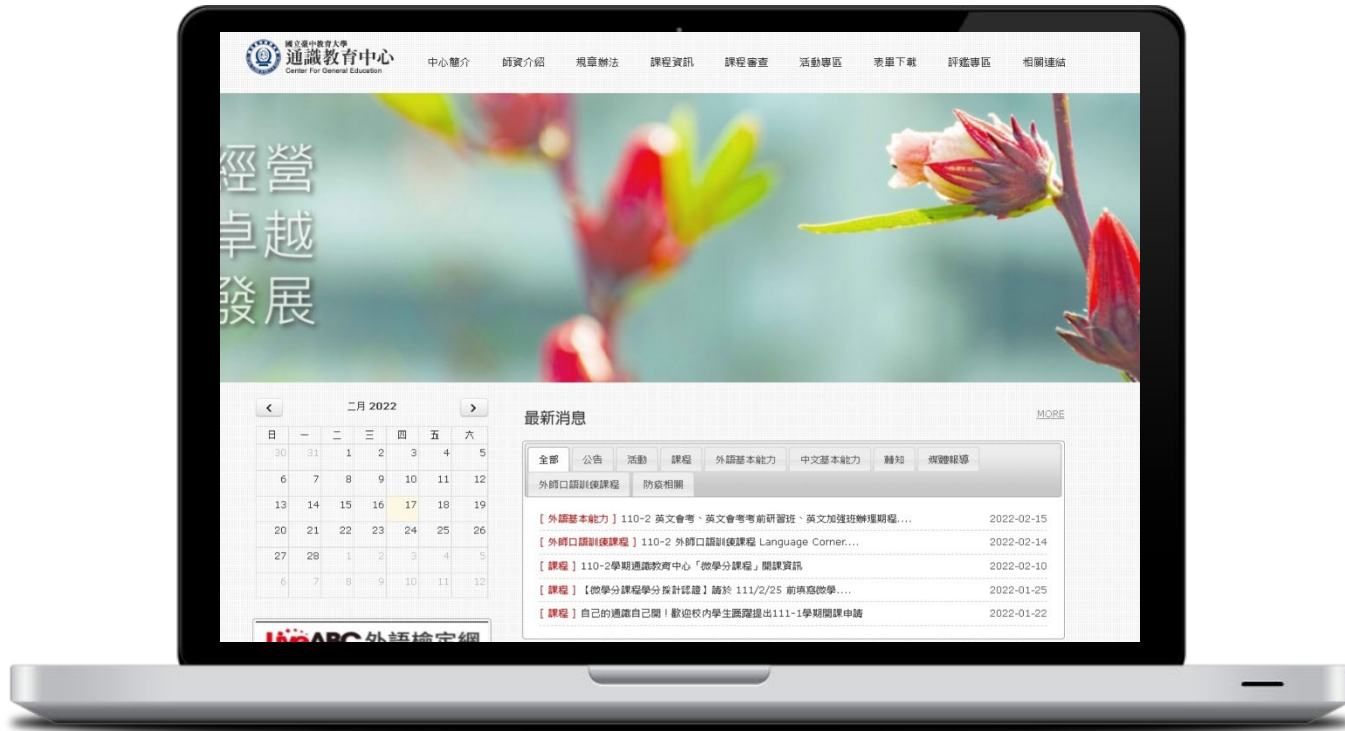 國立臺中教育大學
通識教育中心
Center For General Education
中心簡介 師資介紹 規章辦法 課程資訊 課程審查 活動專區 表單下載 評鑑專區 相關連結
經營
卓越
發展
二月 2022
日 一 二 三 四 五 六
30 31 1 2 3 4 5
6 7 8 9 10 11 12
13 14 15 16 17 18 19
20 21 22 23 24 25 26
27 28 1 2 3 4 5
6 7 8 9 10 11 12
LiveABC 外語檢定網
最新消息
MORE
全部 公告 活動 課程 外語基本能力 中文基本能力 轉知 媒體報導
外師口語訓練課程 防疫相關
[ 外語基本能力 ] 110-2 英文會考、英文會考考前研習班、英文加強班辦理期程.... 2022-02-15
[ 外師口語訓練課程 ] 110-2 外師口語訓練課程 Language Corner.... 2022-02-14
[ 課程 ] 110-2學期通識教育中心「微學分課程」開課資訊 2022-02-10
[ 課程 ] 【微學分課程學分採計認證】請於 111/2/25 前填寫微學.... 2022-01-25
[ 課程 ] 自己的通識自己開！歡迎校內學生踴躍提出111-1學期開課申請 2022-01-22